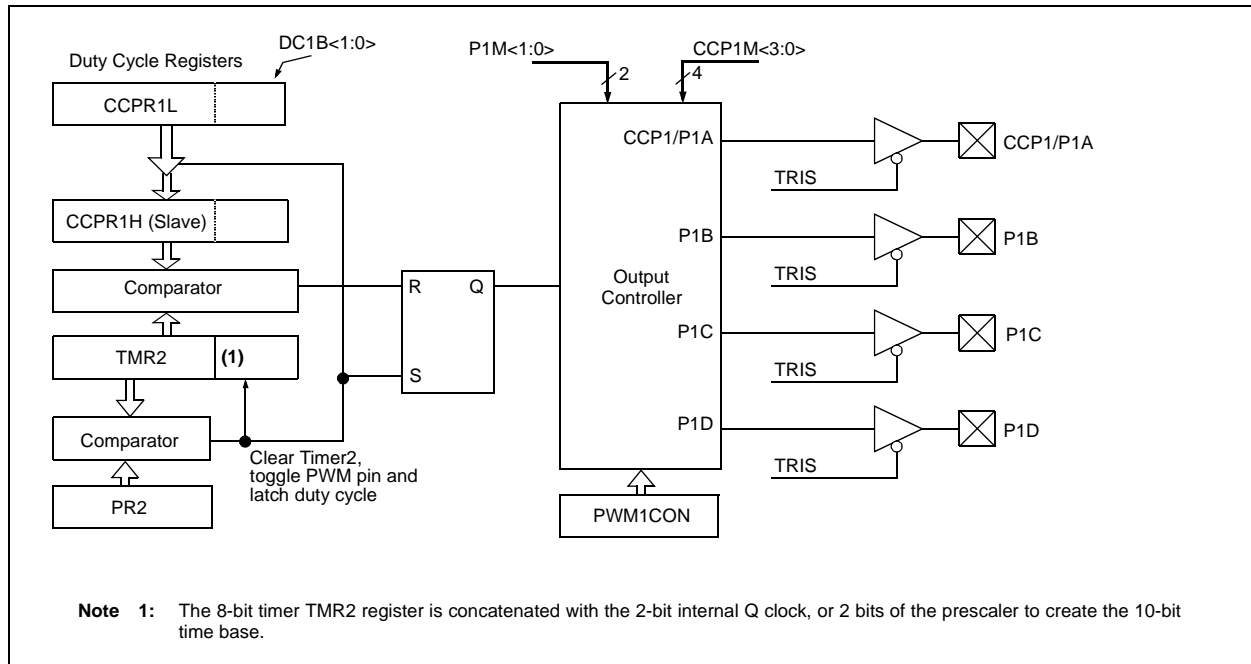 DC1B<1:0>
Duty Cycle Registers
CCPR1L
CCPR1H (Slave)
Comparator
TMR2 (1)
Comparator
PR2
Clear Timer2,
toggle PWM pin and
latch duty cycle
R Q
S
P1M<1:0>
2
CCP1M<3:0>
4
CCP1/P1A
P1B
Output
Controller
P1C
P1D
PWM1CON
TRIS
CCP1/P1A
TRIS
P1B
TRIS
P1C
TRIS
P1D
Note 1: The 8-bit timer TMR2 register is concatenated with the 2-bit internal Q clock, or 2 bits of the prescaler to create the 10-bit
time base.